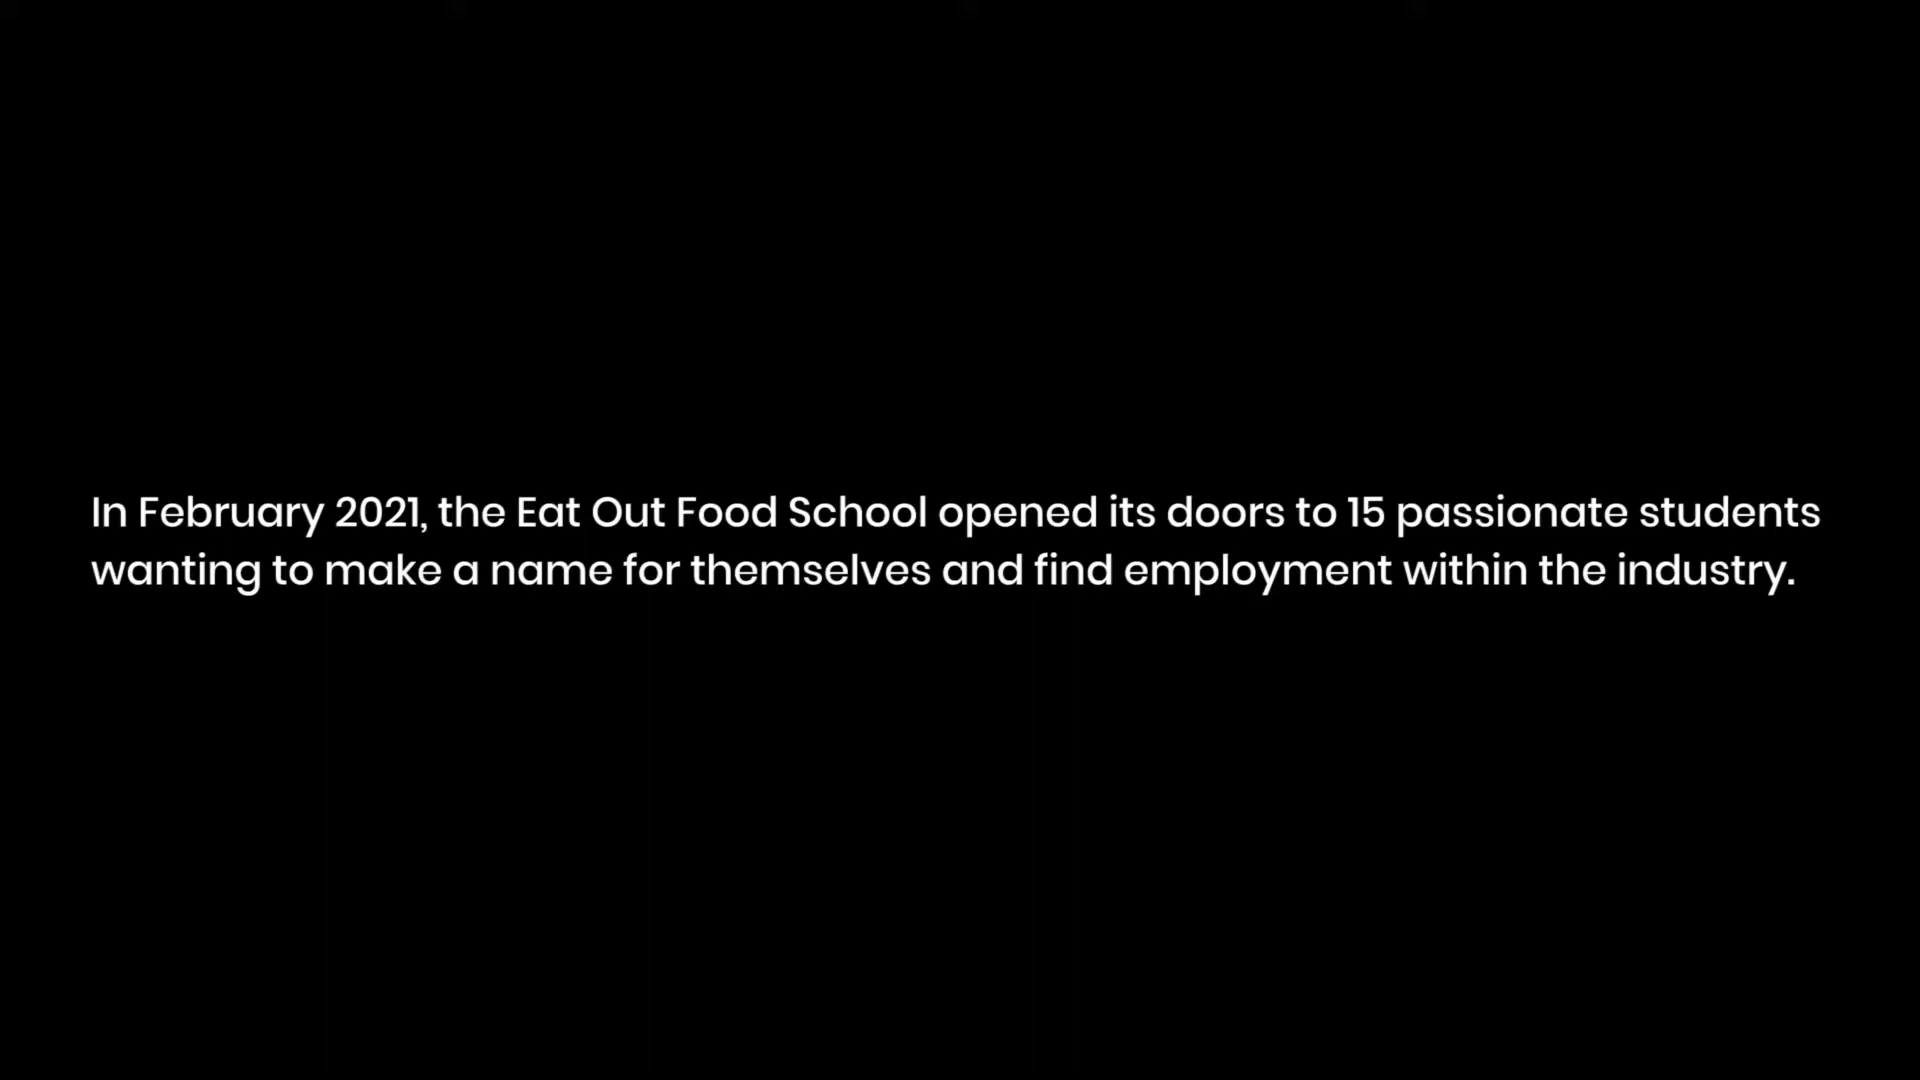 In February 2021, the Eat Out Food School opened its doors to 15 passionate students
wanting to make a name for themselves and find employment within the industry.